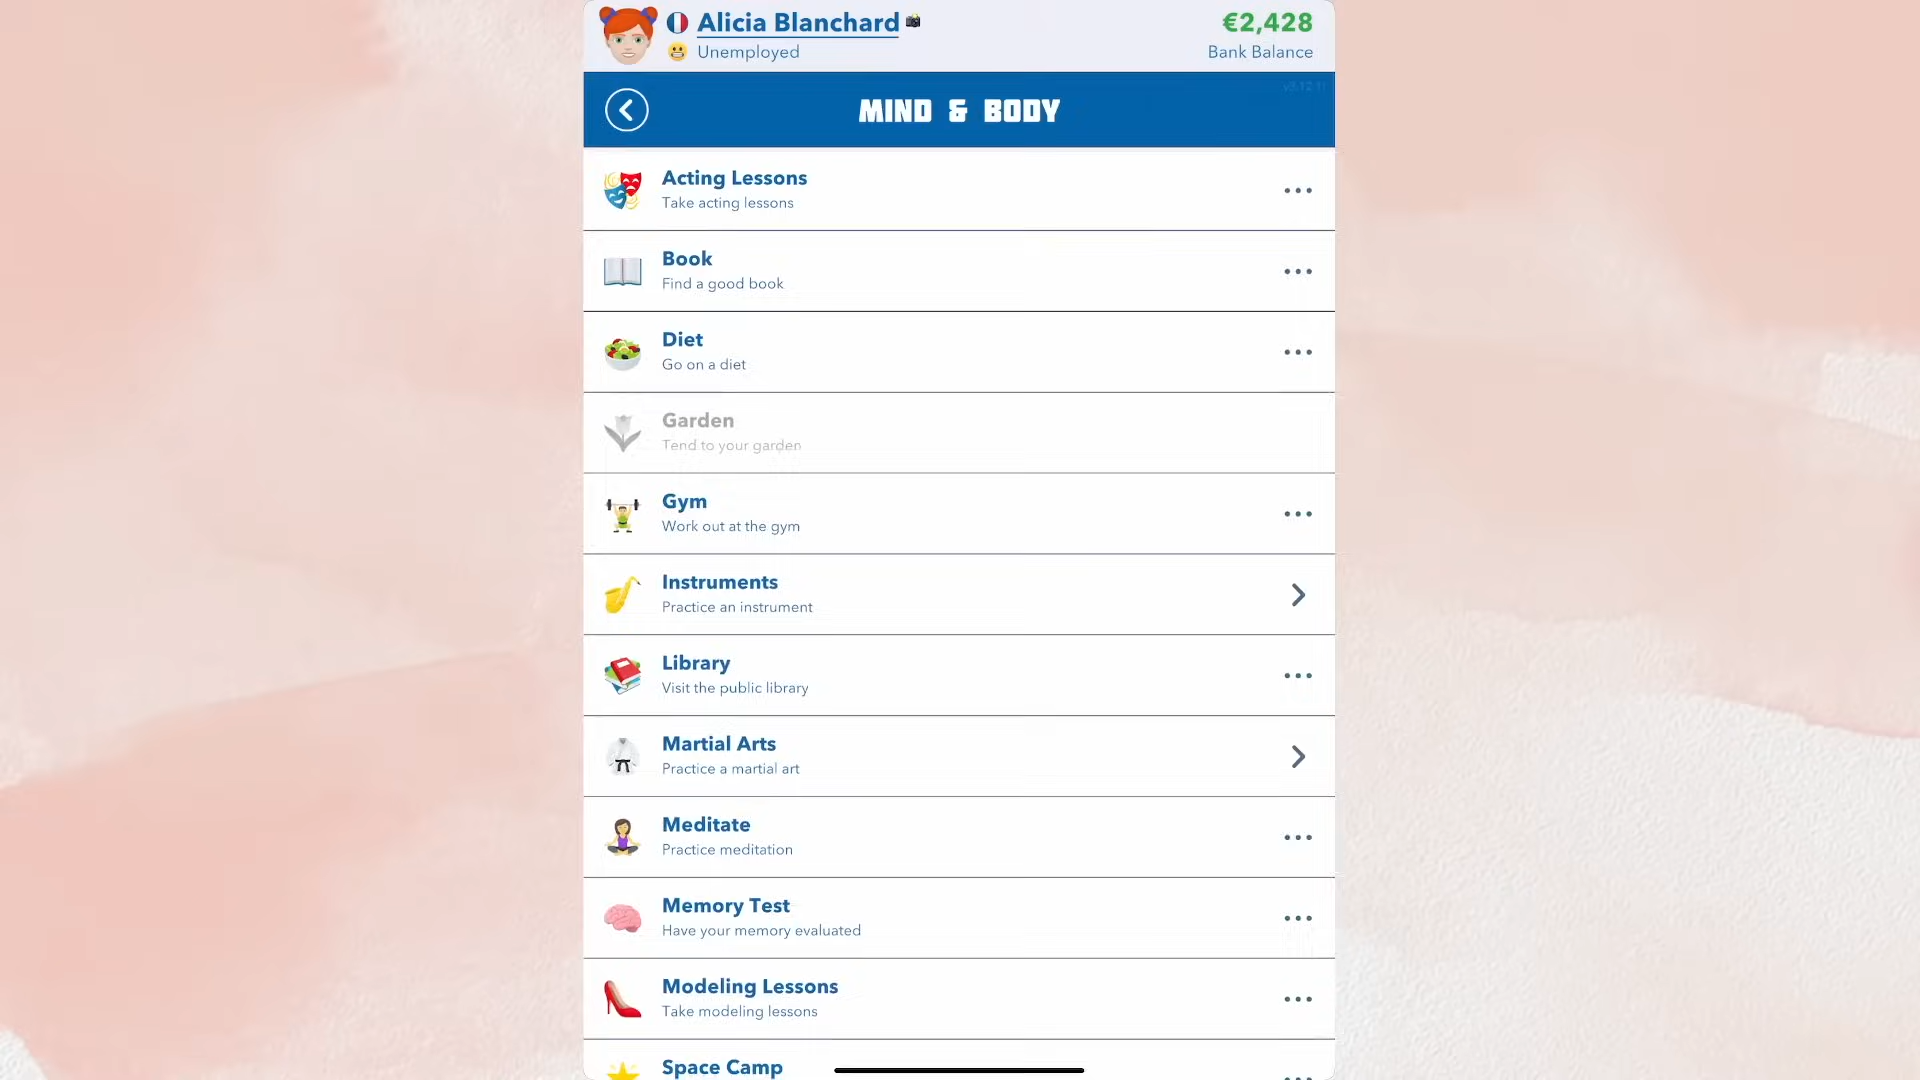 Alicia Blanchard
€2,428
Unemployed
Bank Balance
MIND & BODY
Acting Lessons
Take acting lessons
Book
Find a good book
Diet
Go on a diet
Garden
Tend to your garden
Gym
Work out at the gym
Instruments
Practice an instrument
Library
Visit the public library
Martial Arts
Practice a martial art
Meditate
Practice meditation
Memory Test
Have your memory evaluated
Modeling Lessons
Take modeling lessons
Space Camp